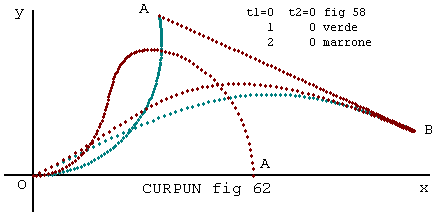 y
A
t1=0 t2=0 fig 58
1 0 verde
2 0 marrone
B
A
O
CURPUN fig 62
x